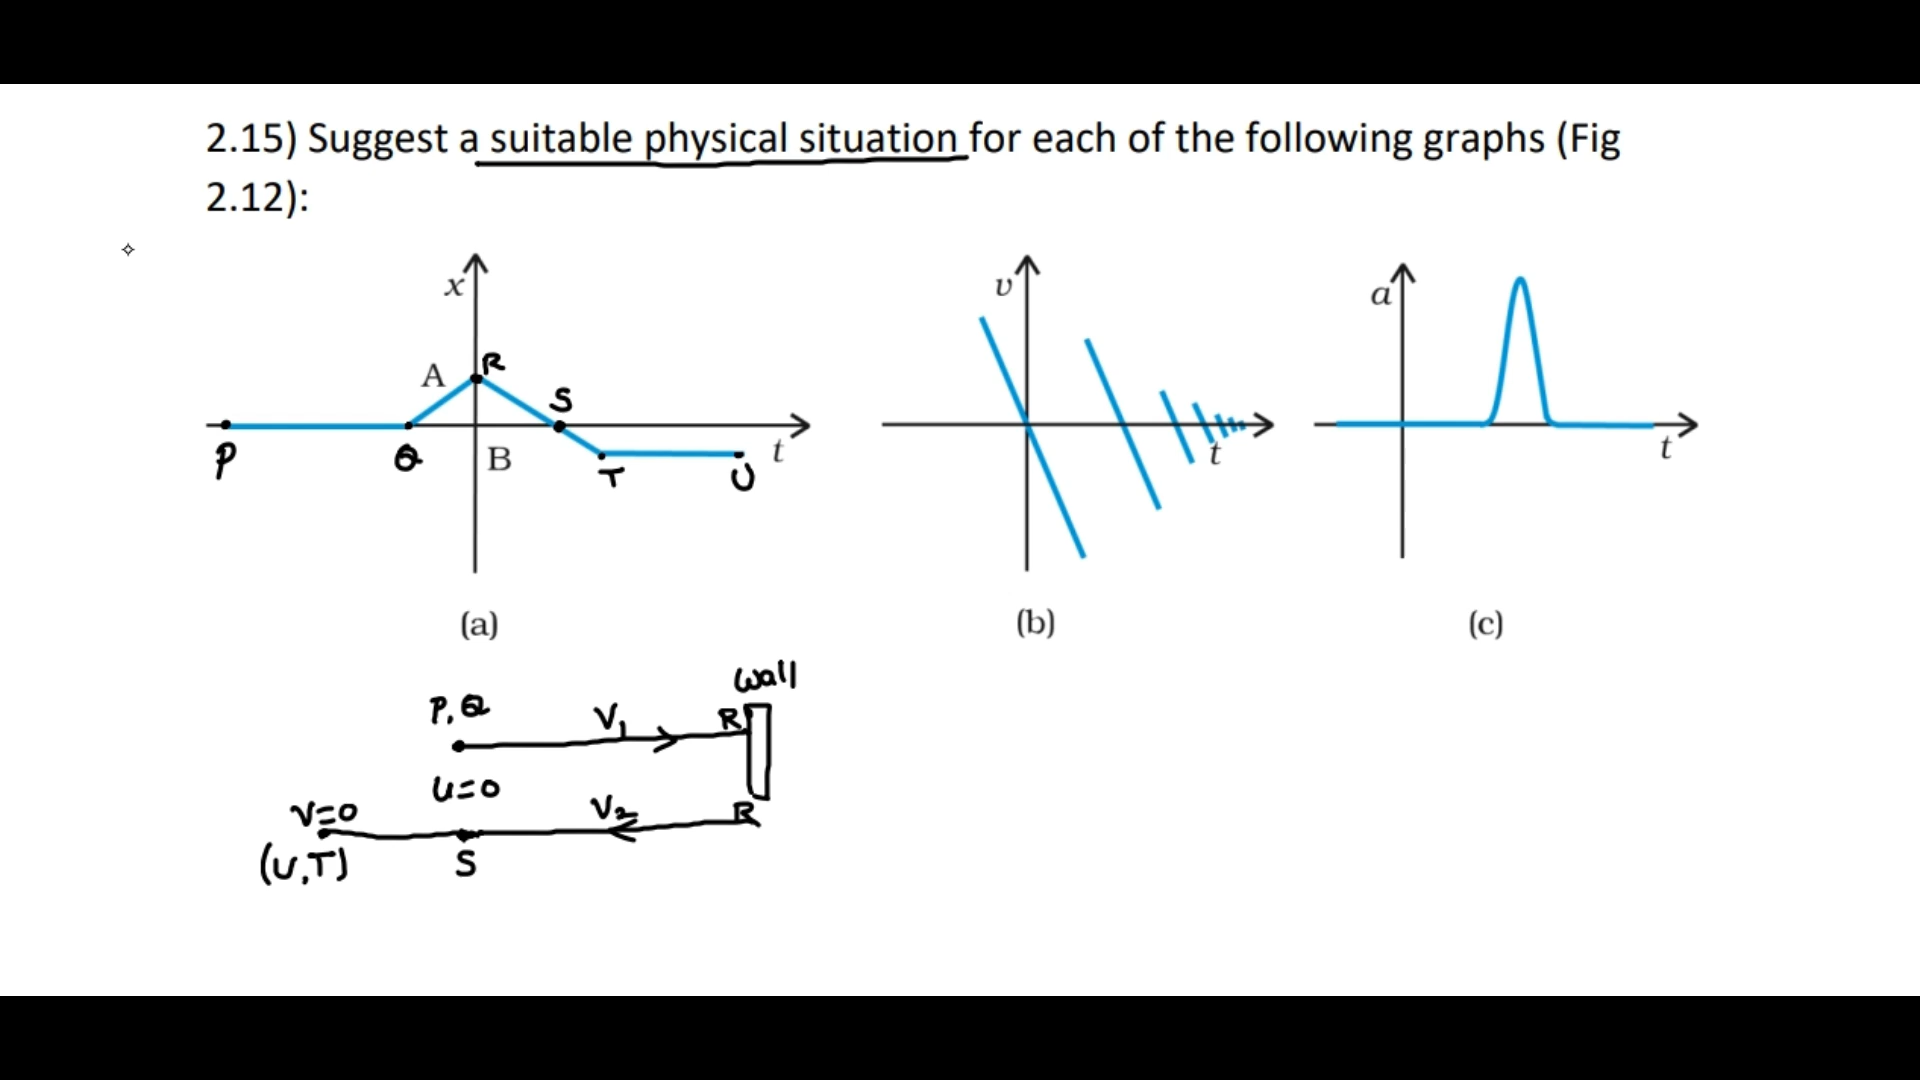 2.15) Suggest a suitable physical situation for each of the following graphs (Fig
2.12):
x
A
R
S
t
P
Q
B
T
U
(a)
v
t
(b)
a
t
(c)
wall
P, Q
V1
R
u=0
v=0
V2
R
(U,T)
S